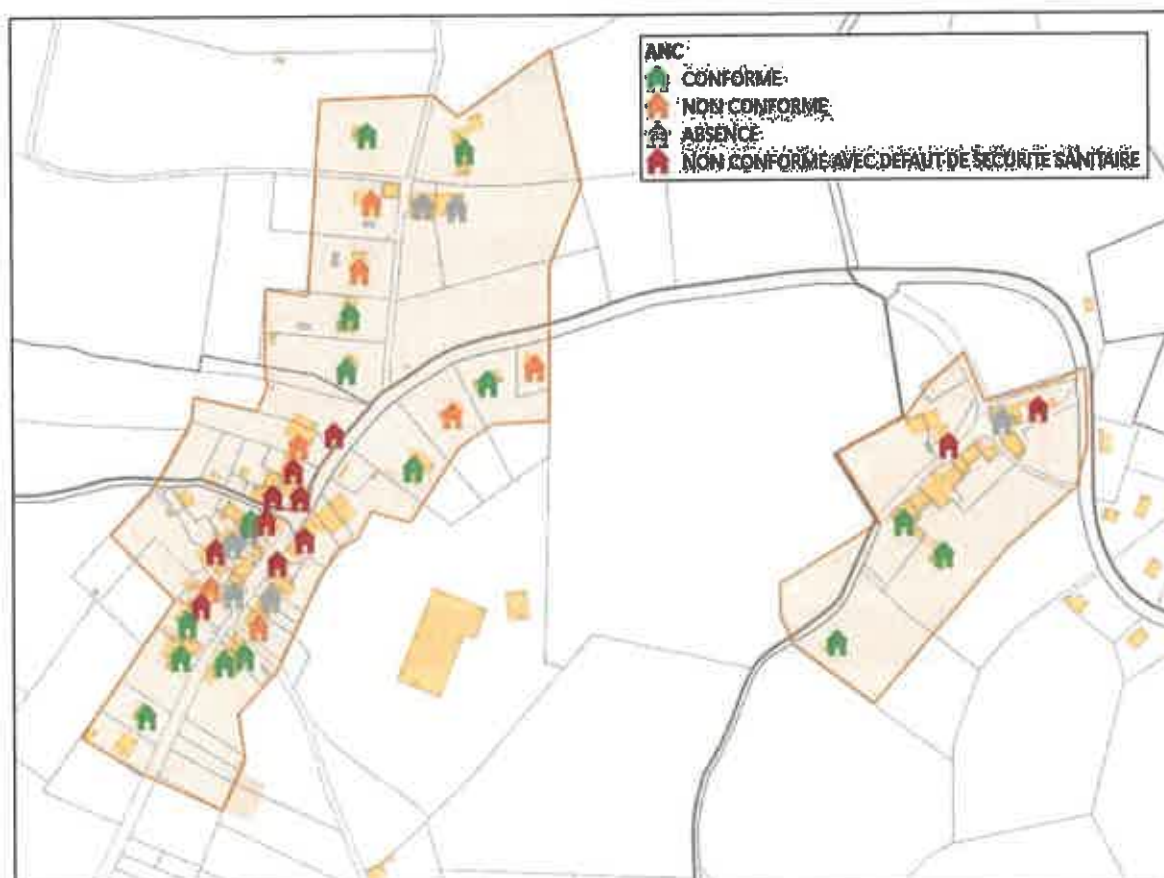 ANC
CONFORME
NON CONFORME
ABSENCE
NON CONFORME AVEC DEFAUT DE SECURITE SANITAIRE